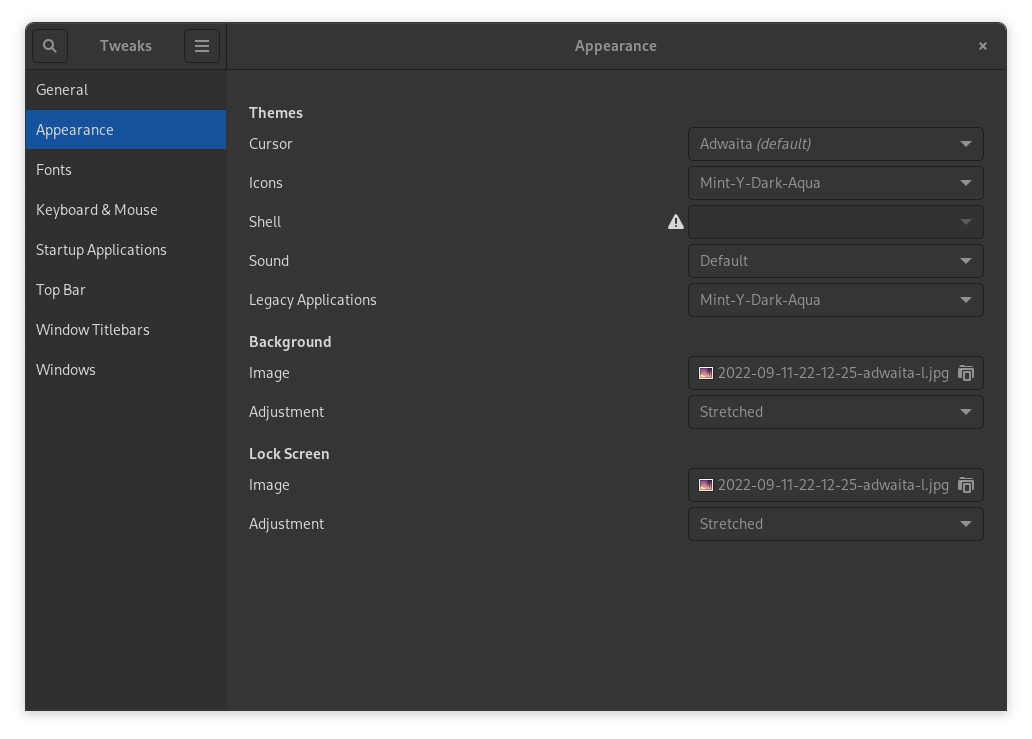 Tweaks
Appearance
General
Appearance
Fonts
Keyboard & Mouse
Startup Applications
Top Bar
Window Titlebars
Windows
Themes
Cursor
Adwaita (default)
Icons
Mint-Y-Dark-Aqua
Shell
Sound
Default
Legacy Applications
Mint-Y-Dark-Aqua
Background
Image
2022-09-11-22-12-25-adwaita-l.jpg
Adjustment
Stretched
Lock Screen
Image
2022-09-11-22-12-25-adwaita-l.jpg
Adjustment
Stretched